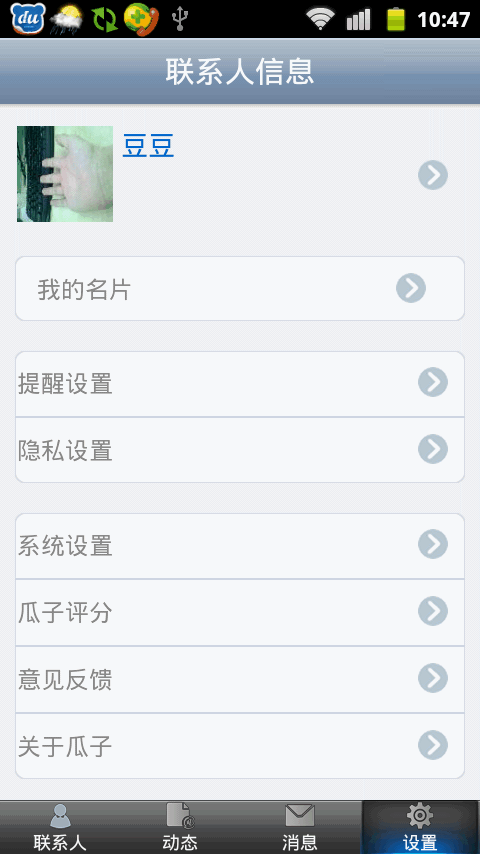 du
10:47
联系人信息
豆豆
我的名片
提醒设置
隐私设置
系统设置
瓜子评分
意见反馈
关于瓜子
联系人 动态 消息 设置